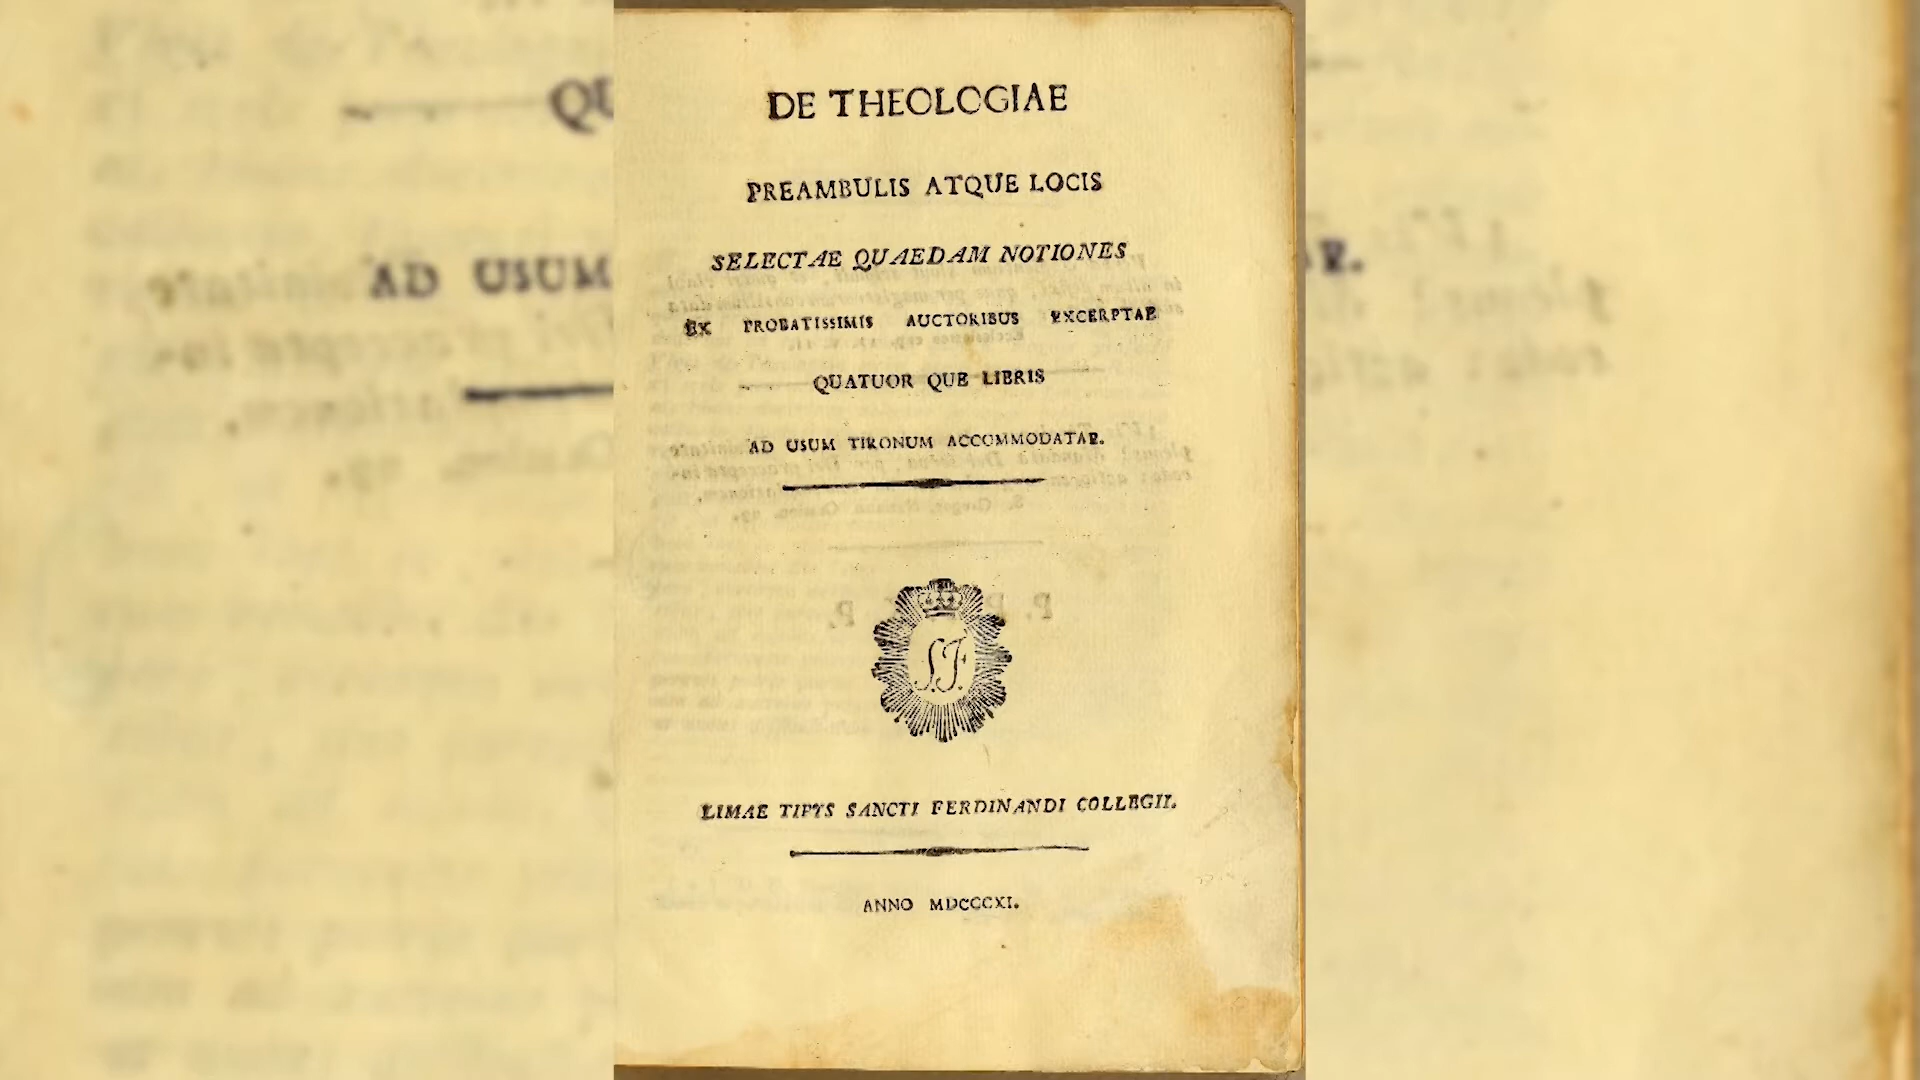 DE THEOLOGIAE
PREAMBULIS ATQUE LOCIS
SELECTAE QUAEDAM NOTIONES
EX PROBATISSIMIS AUCTORIBUS EXCERPTAE
QUATUOR QUE LIBRIS
AD USUM TIRONUM ACCOMMODATAE.
S.F.
LIMAE TIPYS SANCTI FERDINANDI COLLEGII.
ANNO MDCCCXI.